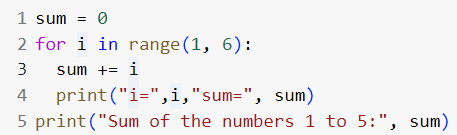 1 sum = 0
2 for i in range(1, 6):
3   sum += i
4   print("i=",i,"sum=", sum)
5 print("Sum of the numbers 1 to 5:", sum)